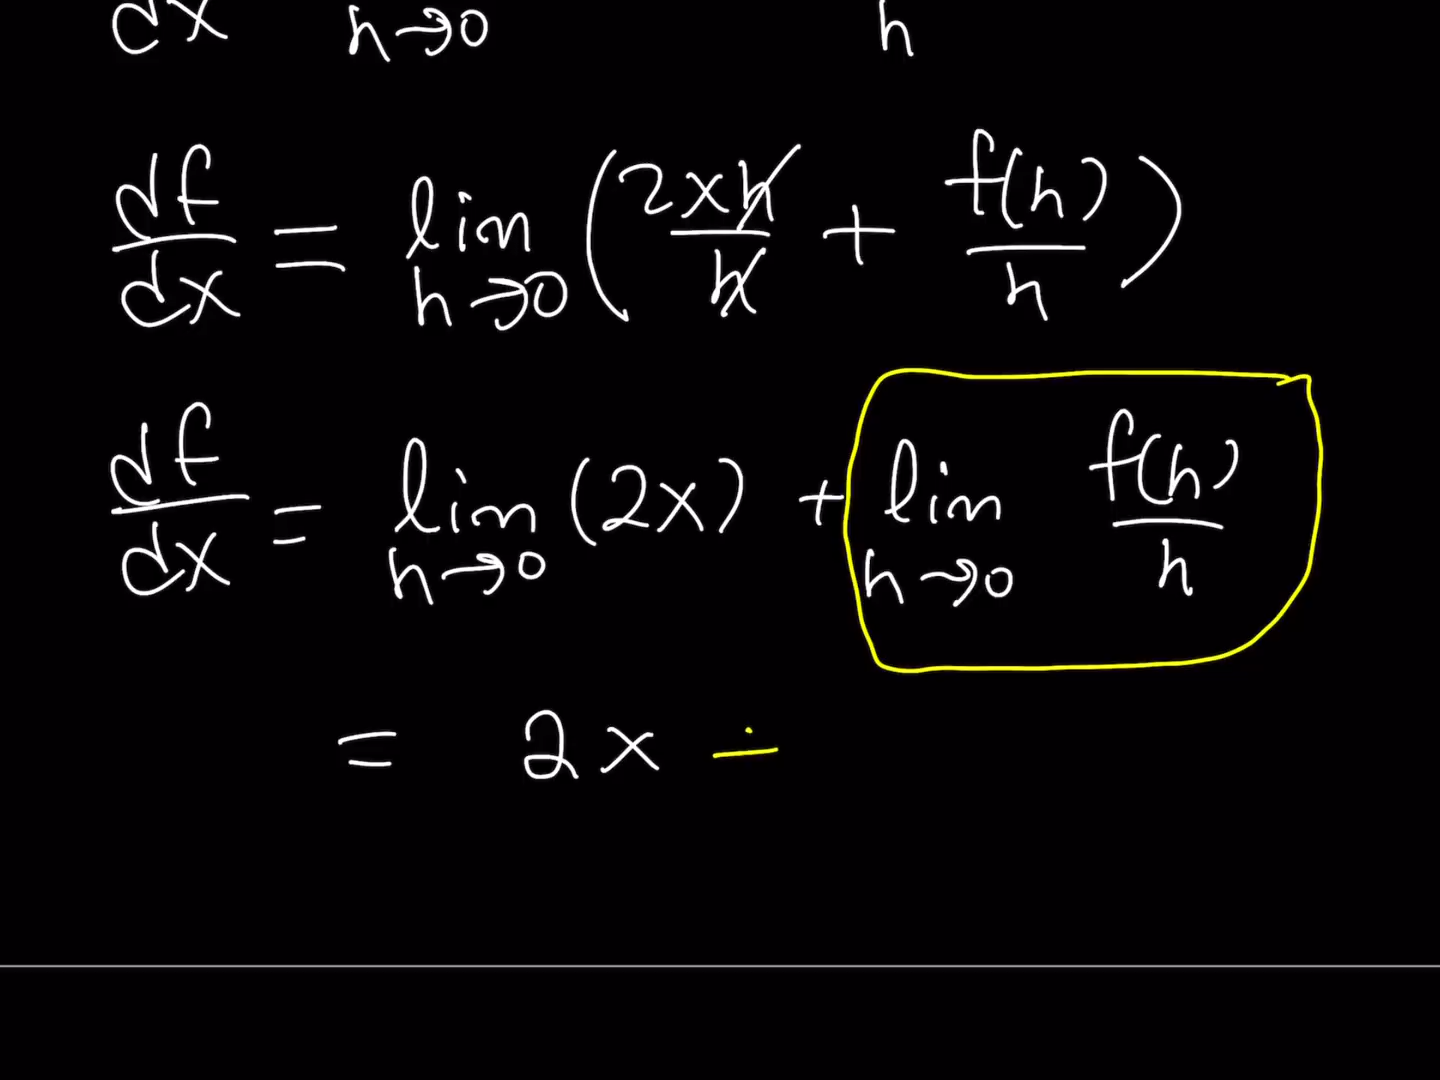 dx h→0 h
df/dx = lim h→0 (2xh/h + f(h)/h)
df/dx = lim h→0 (2x) + lim h→0 f(h)/h
= 2x